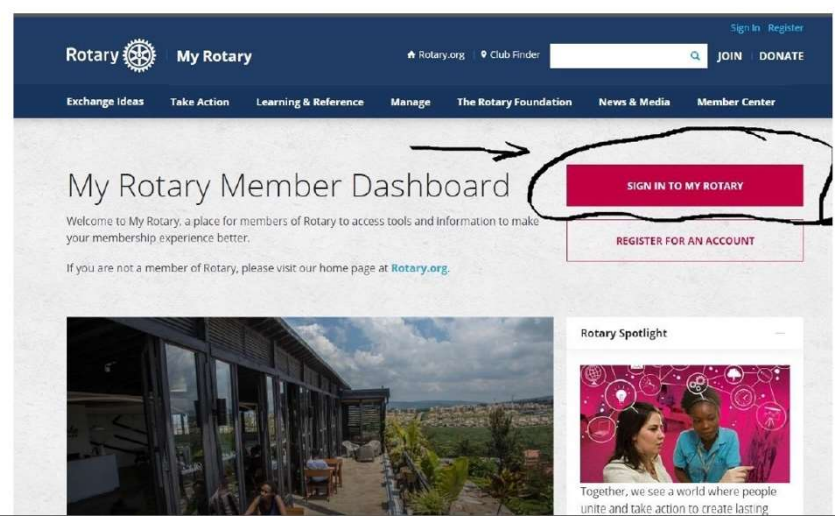 Sign In Register
Rotary My Rotary Rotary.org Club Finder JOIN DONATE
Exchange Ideas Take Action Learning & Reference Manage The Rotary Foundation News & Media Member Center
My Rotary Member Dashboard
Welcome to My Rotary, a place for members of Rotary to access tools and information to make
your membership experience better.
If you are not a member of Rotary, please visit our home page at Rotary.org.
SIGN IN TO MY ROTARY
REGISTER FOR AN ACCOUNT
Rotary Spotlight
Together, we see a world where people
unite and take action to create lasting